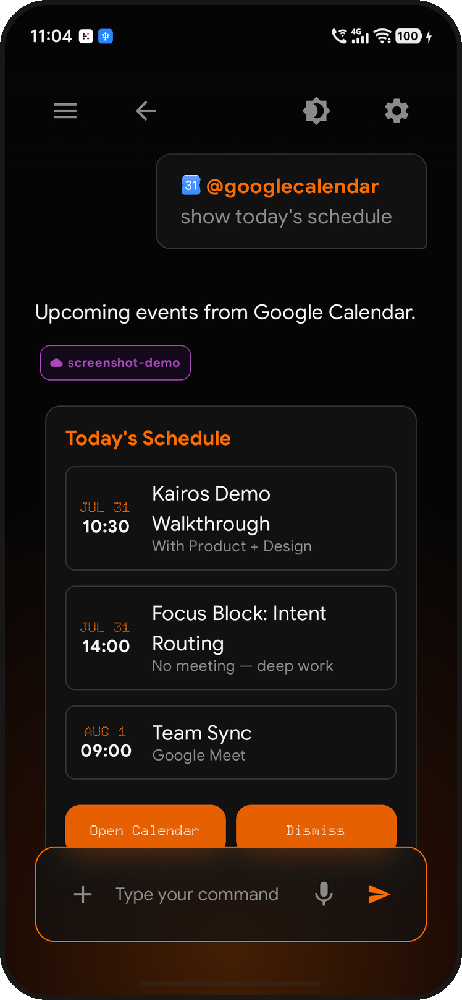 11:04
4G
100
31 @googlecalendar
show today's schedule
Upcoming events from Google Calendar.
screenshot-demo
Today's Schedule
JUL 31
10:30
Kairos Demo
Walkthrough
With Product + Design
JUL 31
14:00
Focus Block: Intent
Routing
No meeting — deep work
AUG 1
09:00
Team Sync
Google Meet
Open Calendar
Dismiss
Type your command